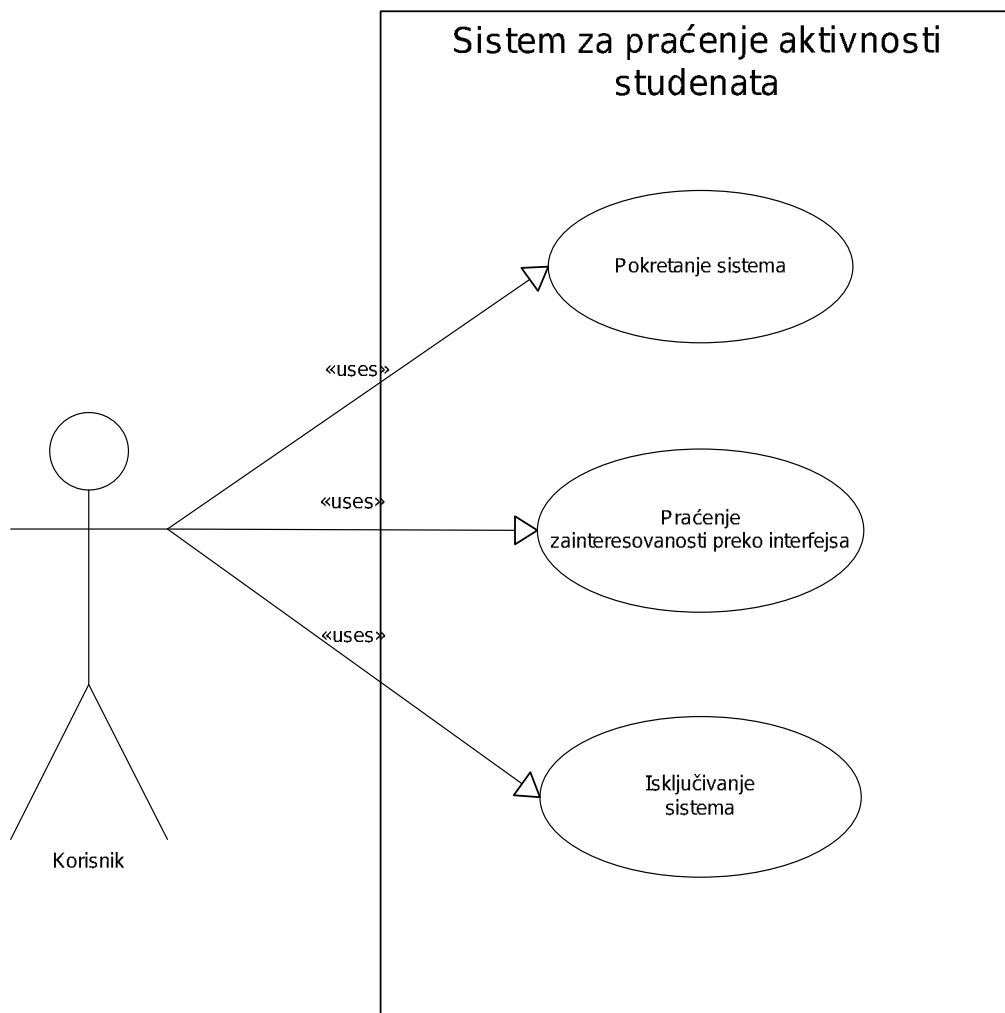 Sistem za praćenje aktivnosti
studenata
Pokretanje sistema
«uses»
«uses»
Praćenje
zainteresovanosti preko interfejsa
«uses»
Isključivanje
sistema
Korisnik